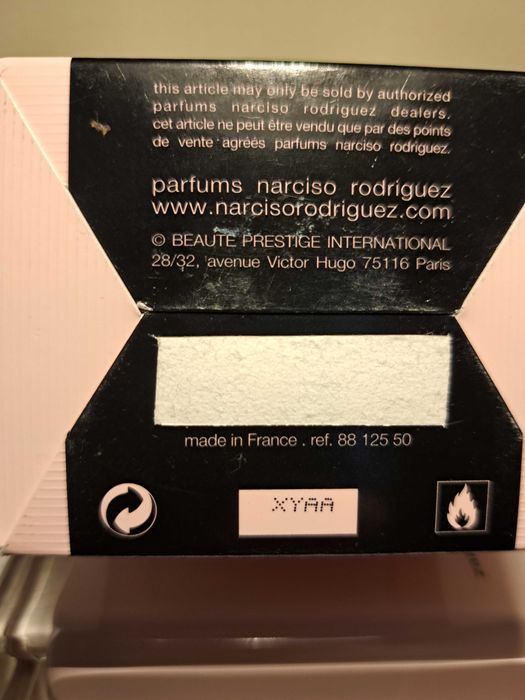 this article may only be sold by authorized
parfums narciso rodriguez dealers.
cet article ne peut être vendu que par des points
de vente agréés parfums narciso rodriguez.
parfums narciso rodriguez
www.narcisorodriguez.com
© BEAUTE PRESTIGE INTERNATIONAL
28/32, avenue Victor Hugo 75116 Paris
made in France . ref. 88 125 50
XYAA